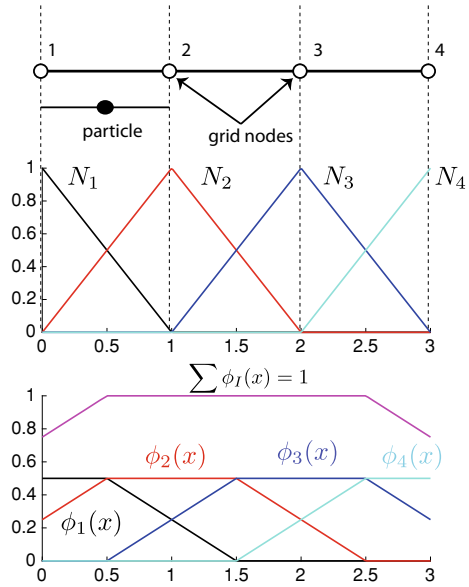 1 2 3 4
particle
grid nodes
N₁ N₂ N₃ N₄
1
0.8
0.6
0.4
0.2
0
0 0.5 1 1.5 2 2.5 3
∑ ϕ_I(x) = 1
1
0.8
0.6
0.4
0.2
0
ϕ₂(x) ϕ₃(x) ϕ₄(x)
ϕ₁(x)
0 0.5 1 1.5 2 2.5 3